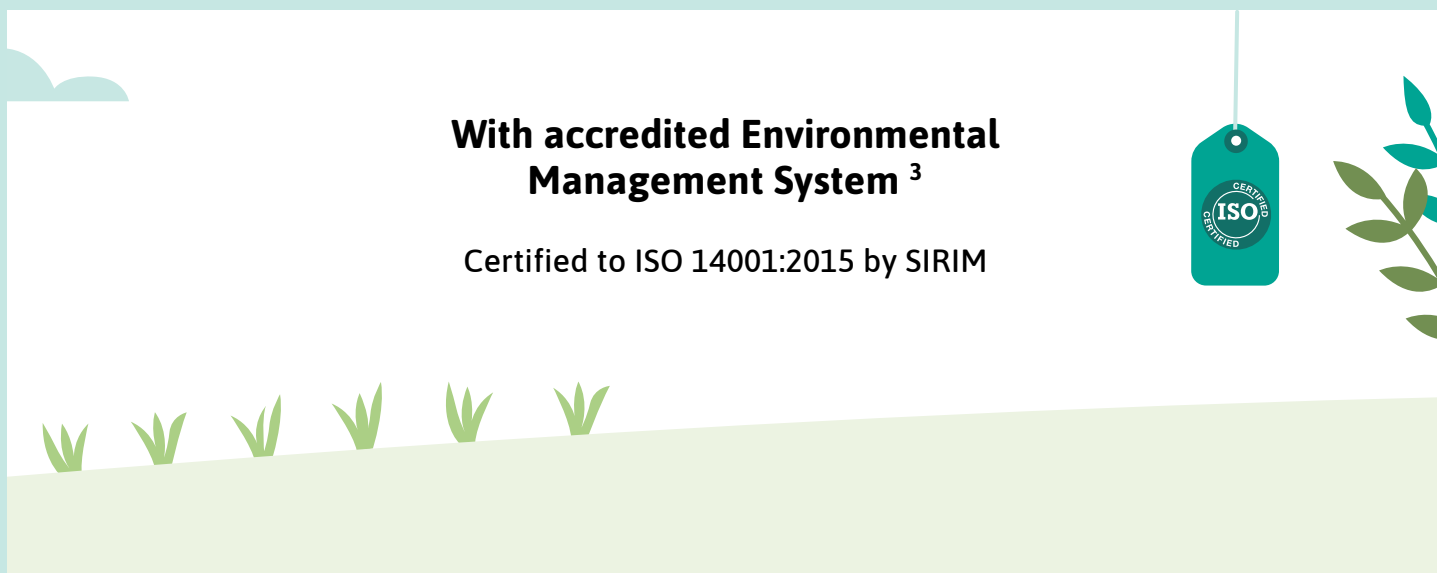 With accredited Environmental
Management System ³
Certified to ISO 14001:2015 by SIRIM
CERTIFIED
ISO
CERTIFIED